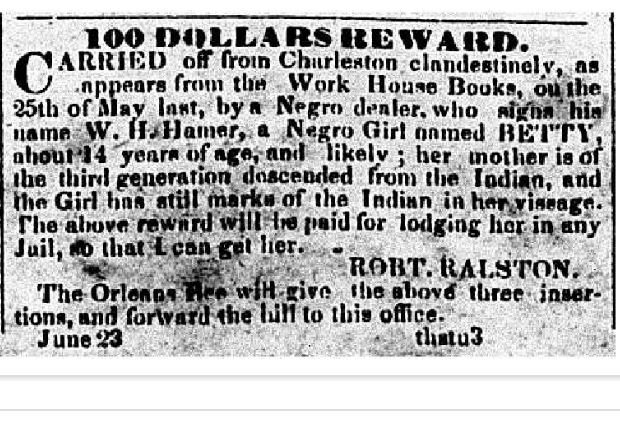 100 DOLLARS REWARD.
CARRIED off from Charleston clandestinely, as
appears from the Work House Books, on the
25th of May last, by a Negro dealer, who signs his
name W. H. Hamer, a Negro Girl named BETTY,
about 14 years of age, and likely; her mother is of
the third generation descended from the Indian, and
the Girl has still marks of the Indian in her vissage.
The above reward will be paid for lodging her in any
Jail, so that I can get her.
ROBT. RALSTON.
The Orleans Bee will give the above three inser-
tions, and forward the bill to this office.
June 23 thstu3